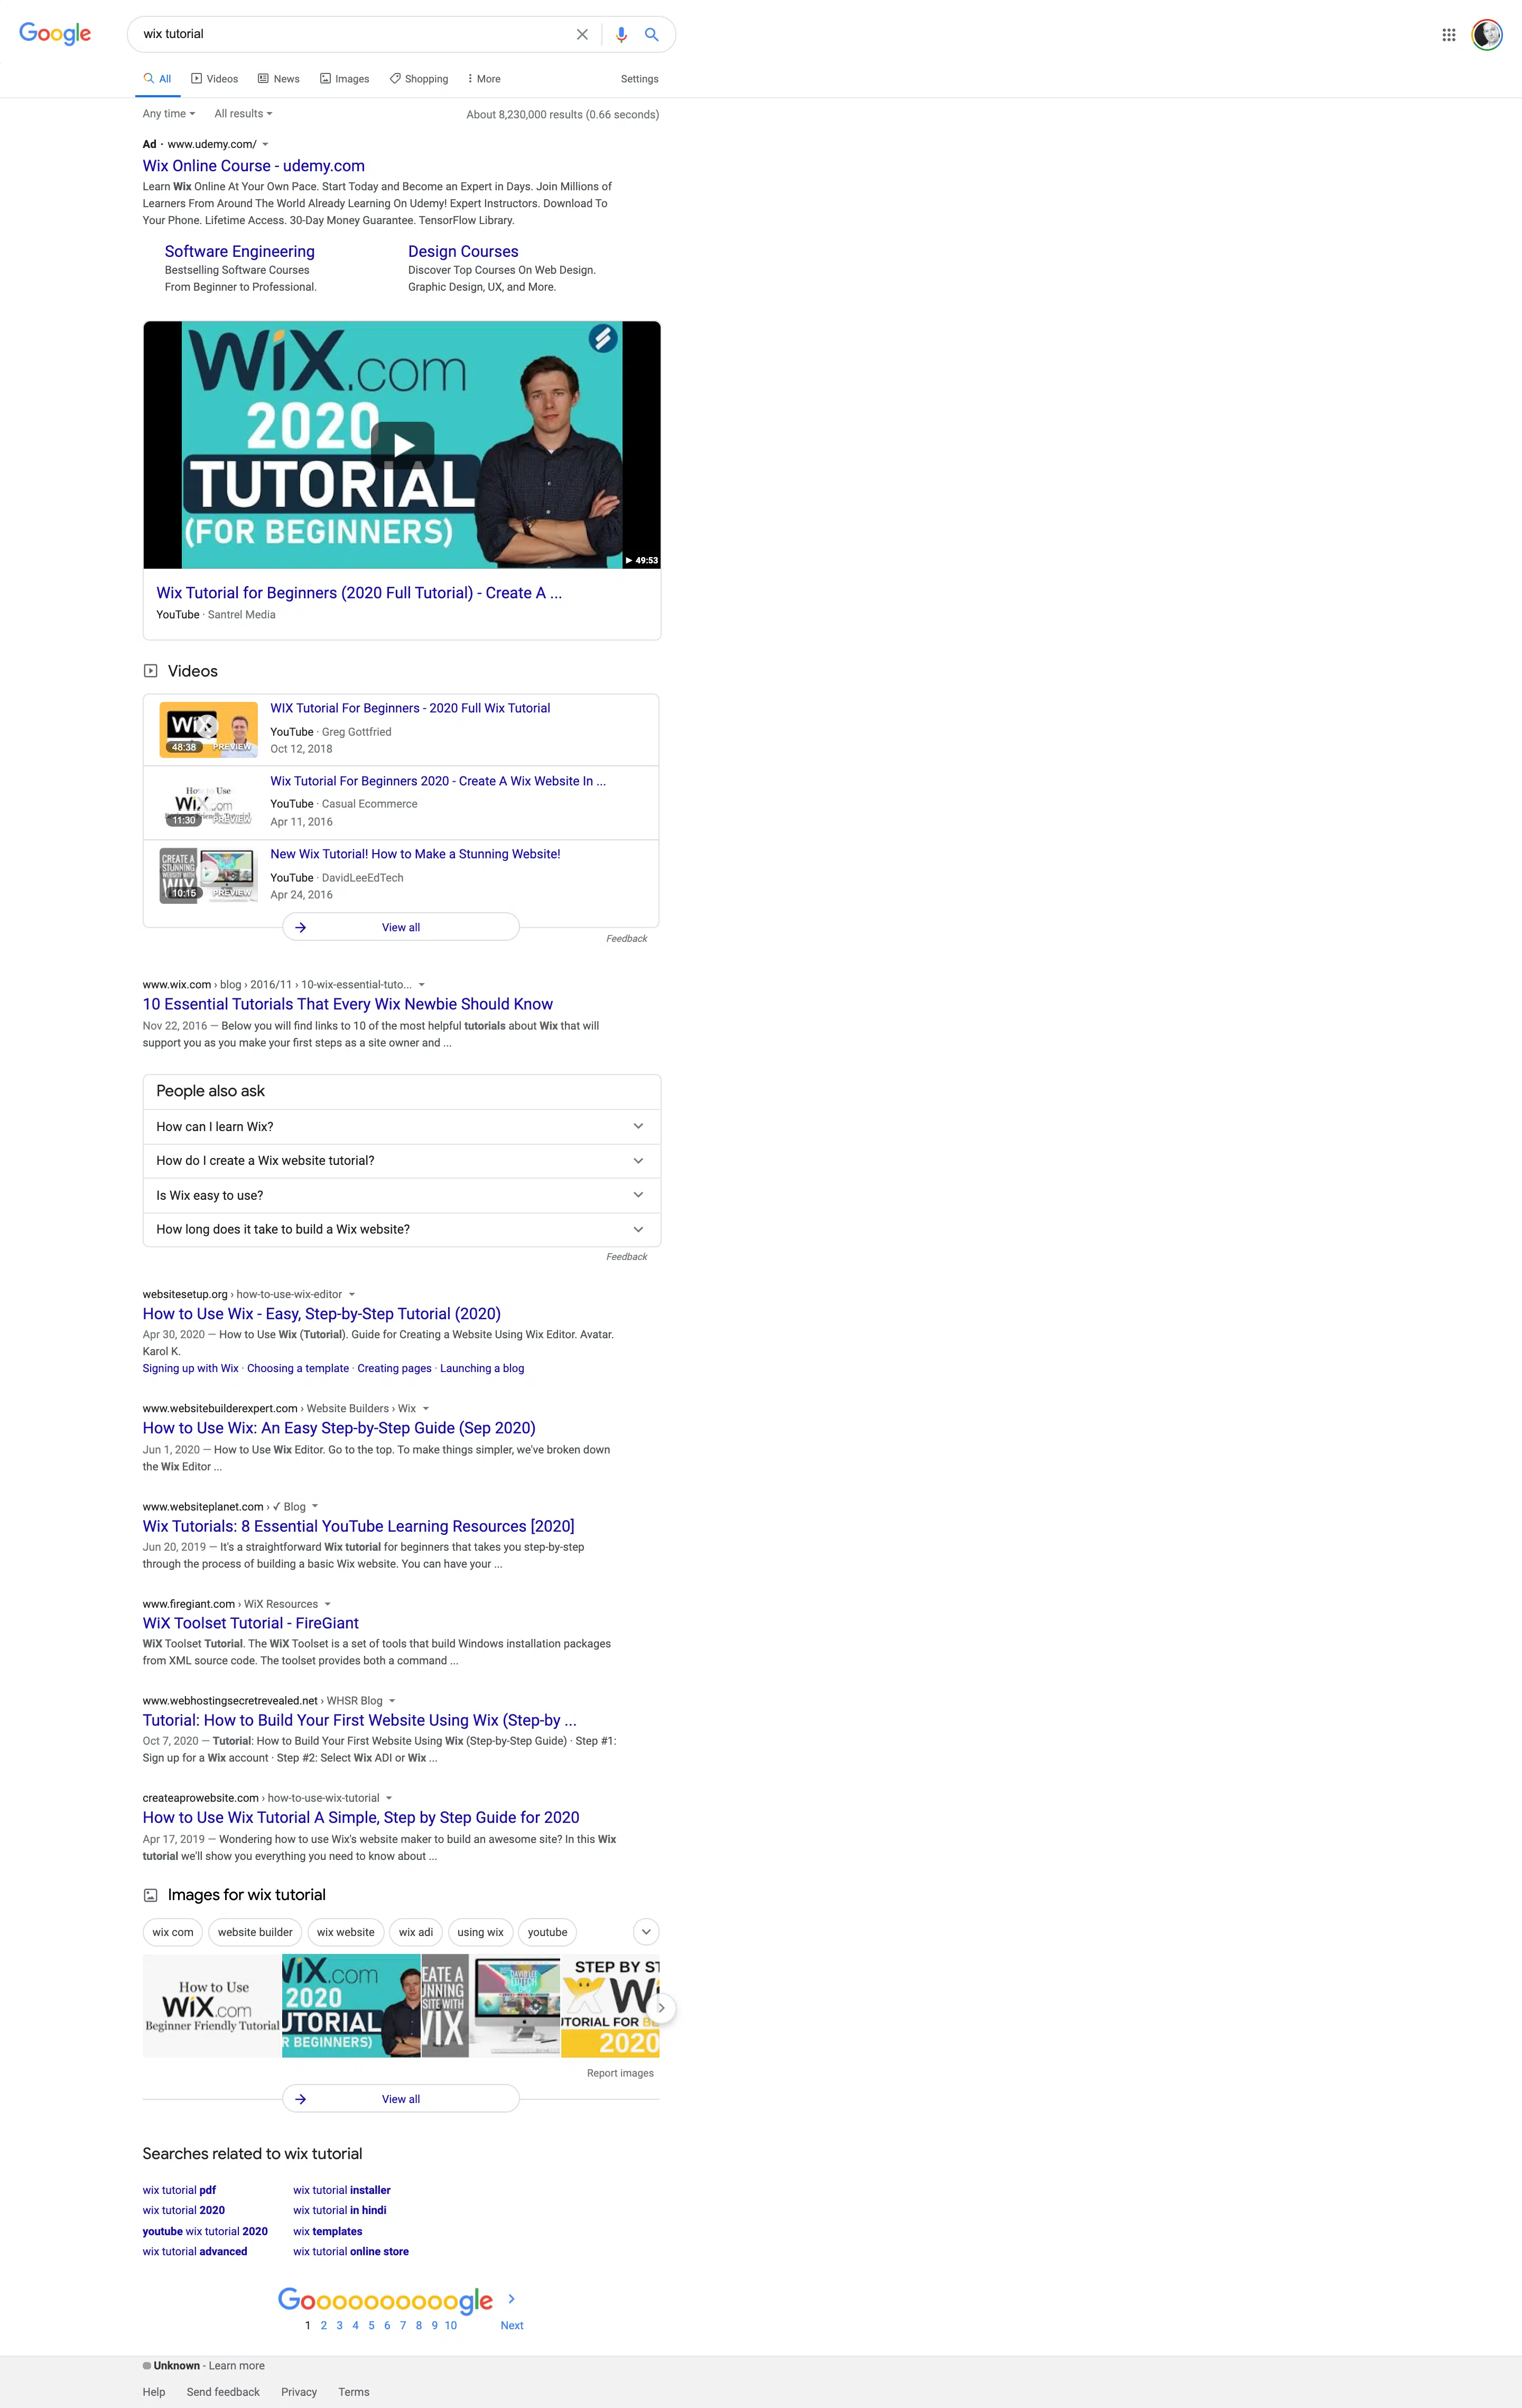 Google
wix tutorial
All Videos News Images Shopping More Settings
Any time All results About 8,230,000 results (0.66 seconds)
Ad · www.udemy.com/
Wix Online Course - udemy.com
Learn Wix Online At Your Own Pace. Start Today and Become an Expert in Days. Join Millions of
Learners From Around The World Already Learning On Udemy! Expert Instructors. Download To
Your Phone. Lifetime Access. 30-Day Money Guarantee. TensorFlow Library.
Software Engineering
Bestselling Software Courses
From Beginner to Professional.
Design Courses
Discover Top Courses On Web Design.
Graphic Design, UX, and More.
WiX.com
2020
TUTORIAL
(FOR BEGINNERS)
49:53
Wix Tutorial for Beginners (2020 Full Tutorial) - Create A ...
YouTube · Santrel Media
Videos
WiX
48:38 PREVIEW
WIX Tutorial For Beginners - 2020 Full Wix Tutorial
YouTube · Greg Gottfried
Oct 12, 2018
How to Use
WiX.com
11:30 PREVIEW
Wix Tutorial For Beginners 2020 - Create A Wix Website In ...
YouTube · Casual Ecommerce
Apr 11, 2016
CREATE A
STUNNING
WEBSITE WITH
WIX
10:15 PREVIEW
New Wix Tutorial! How to Make a Stunning Website!
YouTube · DavidLeeEdTech
Apr 24, 2016
View all
Feedback
www.wix.com › blog › 2016/11 › 10-wix-essential-tuto...
10 Essential Tutorials That Every Wix Newbie Should Know
Nov 22, 2016 — Below you will find links to 10 of the most helpful tutorials about Wix that will
support you as you make your first steps as a site owner and ...
People also ask
How can I learn Wix?
How do I create a Wix website tutorial?
Is Wix easy to use?
How long does it take to build a Wix website?
Feedback
websitesetup.org › how-to-use-wix-editor
How to Use Wix - Easy, Step-by-Step Tutorial (2020)
Apr 30, 2020 — How to Use Wix (Tutorial). Guide for Creating a Website Using Wix Editor. Avatar.
Karol K.
Signing up with Wix · Choosing a template · Creating pages · Launching a blog
www.websitebuilderexpert.com › Website Builders › Wix
How to Use Wix: An Easy Step-by-Step Guide (Sep 2020)
Jun 1, 2020 — How to Use Wix Editor. Go to the top. To make things simpler, we've broken down
the Wix Editor ...
www.websiteplanet.com › ✓ Blog
Wix Tutorials: 8 Essential YouTube Learning Resources [2020]
Jun 20, 2019 — It's a straightforward Wix tutorial for beginners that takes you step-by-step
through the process of building a basic Wix website. You can have your ...
www.firegiant.com › WiX Resources
WiX Toolset Tutorial - FireGiant
WiX Toolset Tutorial. The WiX Toolset is a set of tools that build Windows installation packages
from XML source code. The toolset provides both a command ...
www.webhostingsecretrevealed.net › WHSR Blog
Tutorial: How to Build Your First Website Using Wix (Step-by ...
Oct 7, 2020 — Tutorial: How to Build Your First Website Using Wix (Step-by-Step Guide) · Step #1:
Sign up for a Wix account · Step #2: Select Wix ADI or Wix ...
createaprowebsite.com › how-to-use-wix-tutorial
How to Use Wix Tutorial A Simple, Step by Step Guide for 2020
Apr 17, 2019 — Wondering how to use Wix's website maker to build an awesome site? In this Wix
tutorial we'll show you everything you need to know about ...
Images for wix tutorial
wix com website builder wix website wix adi using wix youtube
How to Use
WiX.com
Beginner Friendly Tutorial
WiX.com
2020
UTORIAL
R BEGINNERS)
EATE A
UNNING
SITE WITH
VIX
STEP BY ST
W
UTORIAL FOR BE
2020
Report images
View all
Searches related to wix tutorial
wix tutorial pdf
wix tutorial 2020
youtube wix tutorial 2020
wix tutorial advanced
wix tutorial installer
wix tutorial in hindi
wix templates
wix tutorial online store
Goooooooooogle
1 2 3 4 5 6 7 8 9 10 Next
Unknown - Learn more
Help Send feedback Privacy Terms